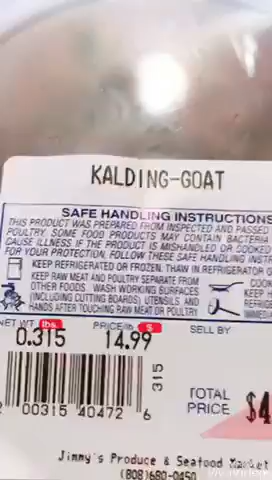 KALDING-GOAT
SAFE HANDLING INSTRUCTIONS
THIS PRODUCT WAS PREPARED FROM INSPECTED AND PASSED
POULTRY. SOME FOOD PRODUCTS MAY CONTAIN BACTERIA
CAUSE ILLNESS IF THE PRODUCT IS MISHANDLED OR COOKED
FOR YOUR PROTECTION, FOLLOW THESE SAFE HANDLING INSTR
KEEP REFRIGERATED OR FROZEN. THAW IN REFRIGERATOR O
KEEP RAW MEAT AND POULTRY SEPARATE FROM
OTHER FOODS. WASH WORKING SURFACES
(INCLUDING CUTTING BOARDS) UTENSILS AND
HANDS AFTER TOUCHING RAW MEAT OR POULTRY
COO
NET WT. lbs. PRICE/lb $ SELL BY
0.315 14.99
315
00315 40472 6
TOTAL
PRICE $4
Jimmy's Produce & Seafood Market
(808)680-0450